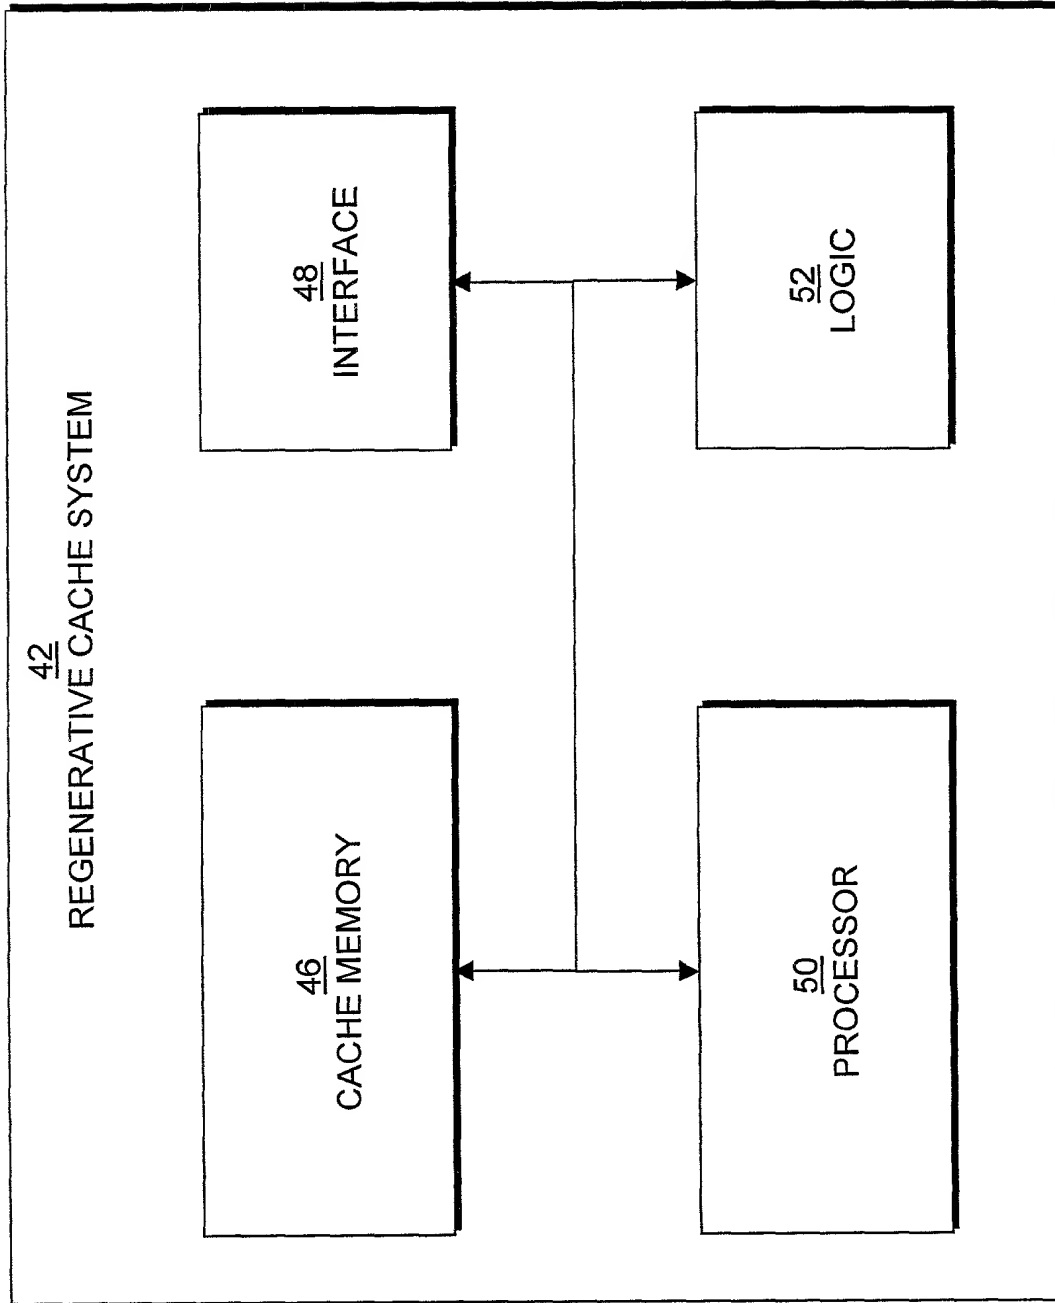 42
REGENERATIVE CACHE SYSTEM
46
CACHE MEMORY
48
INTERFACE
50
PROCESSOR
52
LOGIC